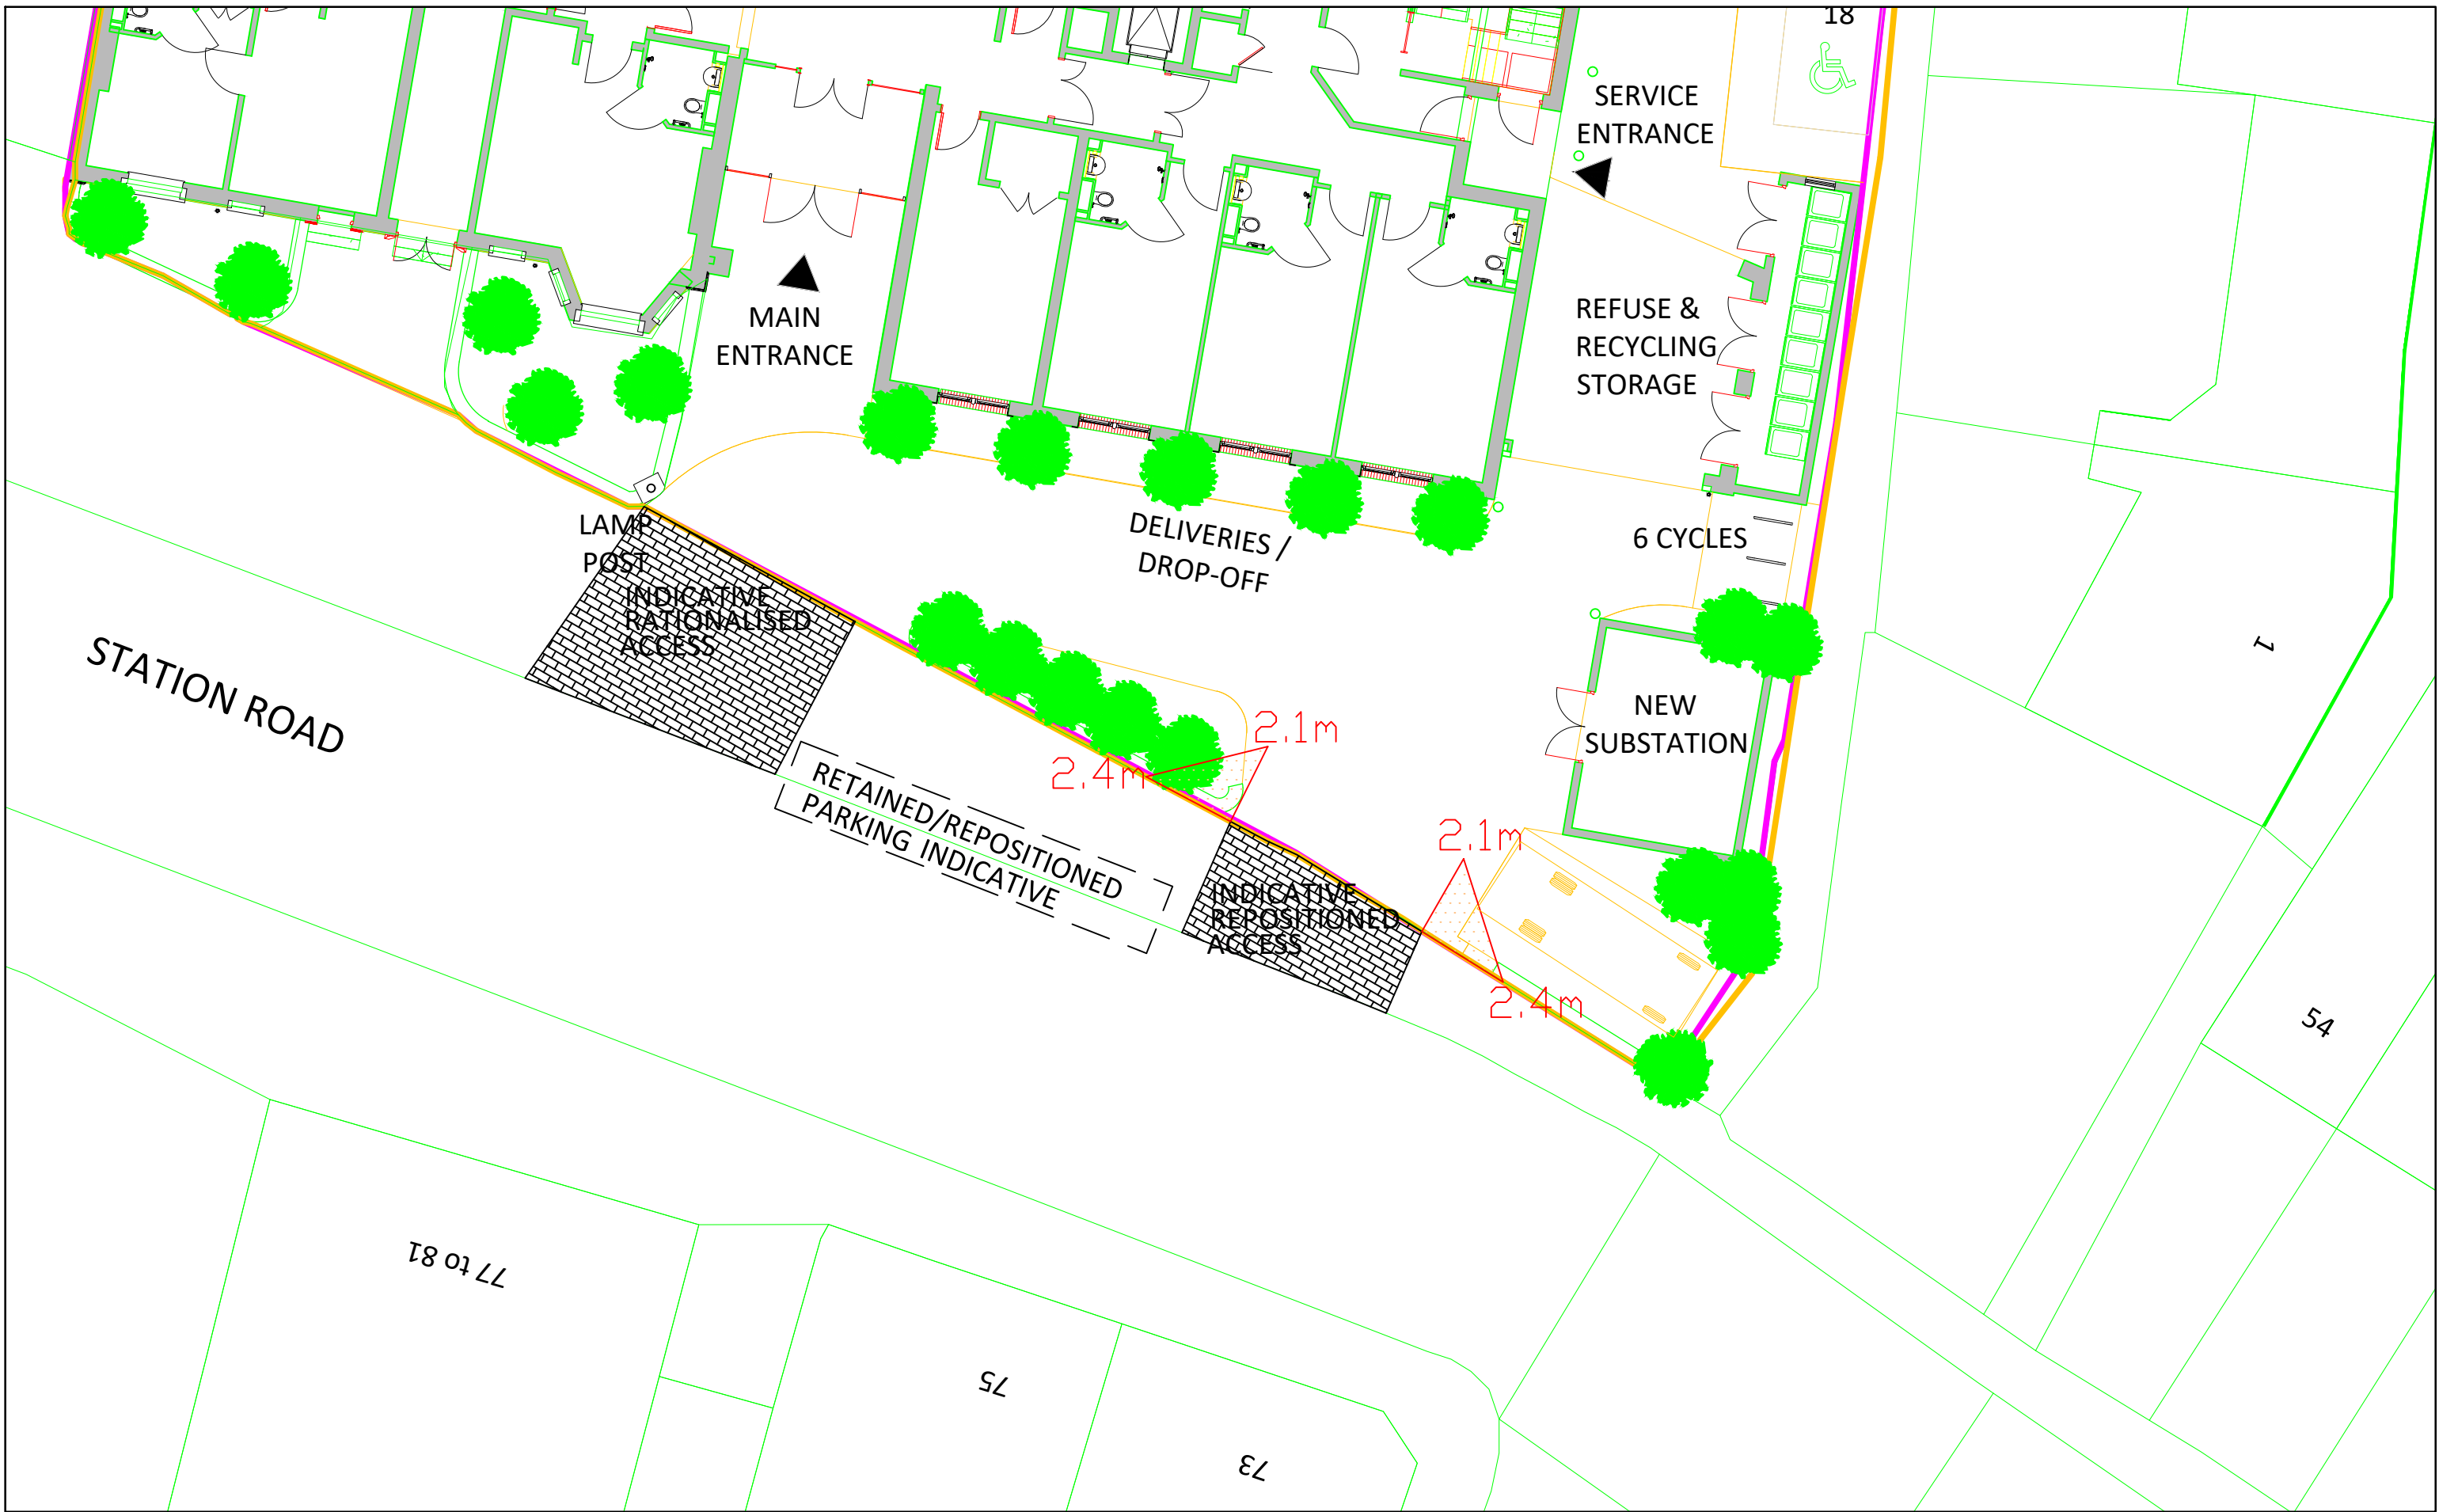 18
SERVICE
ENTRANCE
MAIN
ENTRANCE
REFUSE &
RECYCLING
STORAGE
LAMP
POST
DELIVERIES /
DROP-OFF
6 CYCLES
INDICATIVE
RATIONALISED
ACCESS
STATION ROAD
1
NEW
SUBSTATION
2.1m
2.4m
RETAINED/REPOSITIONED
PARKING INDICATIVE
2.1m
INDICATIVE
REPOSITIONED
ACCESS
2.4m
54
77 to 81
75
73